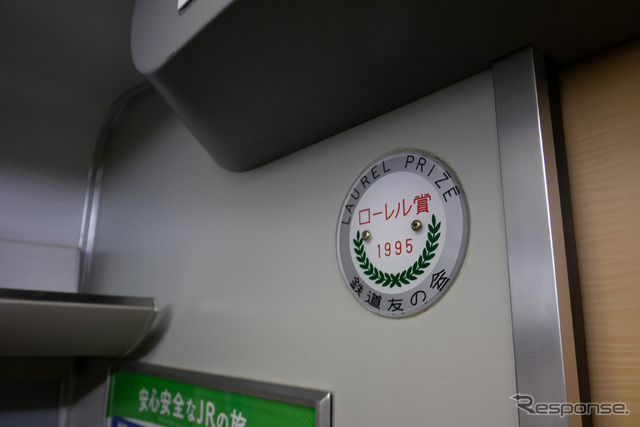 LAUREL PRIZE
ローレル賞
1995
鉄道友の会
安心安全なJRの旅
Response.